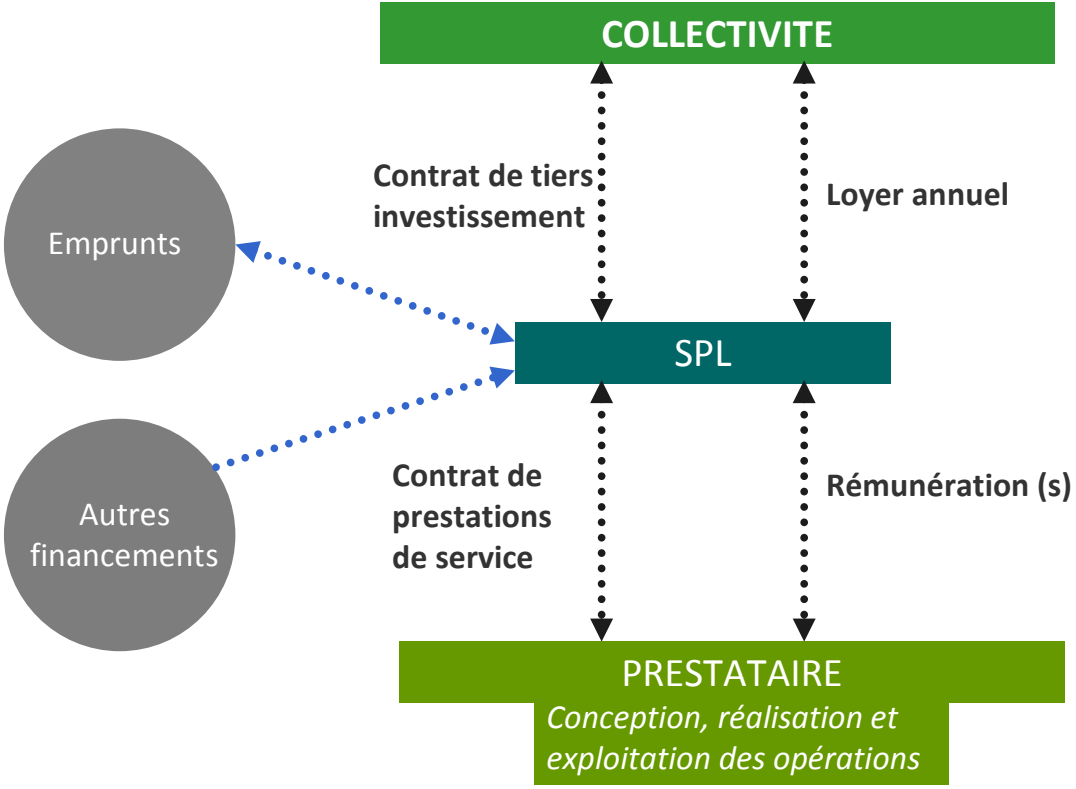 COLLECTIVITE
Contrat de tiers
investissement
Loyer annuel
Emprunts
SPL
Autres
financements
Contrat de
prestations
de service
Rémunération (s)
PRESTATAIRE
Conception, réalisation et
exploitation des opérations